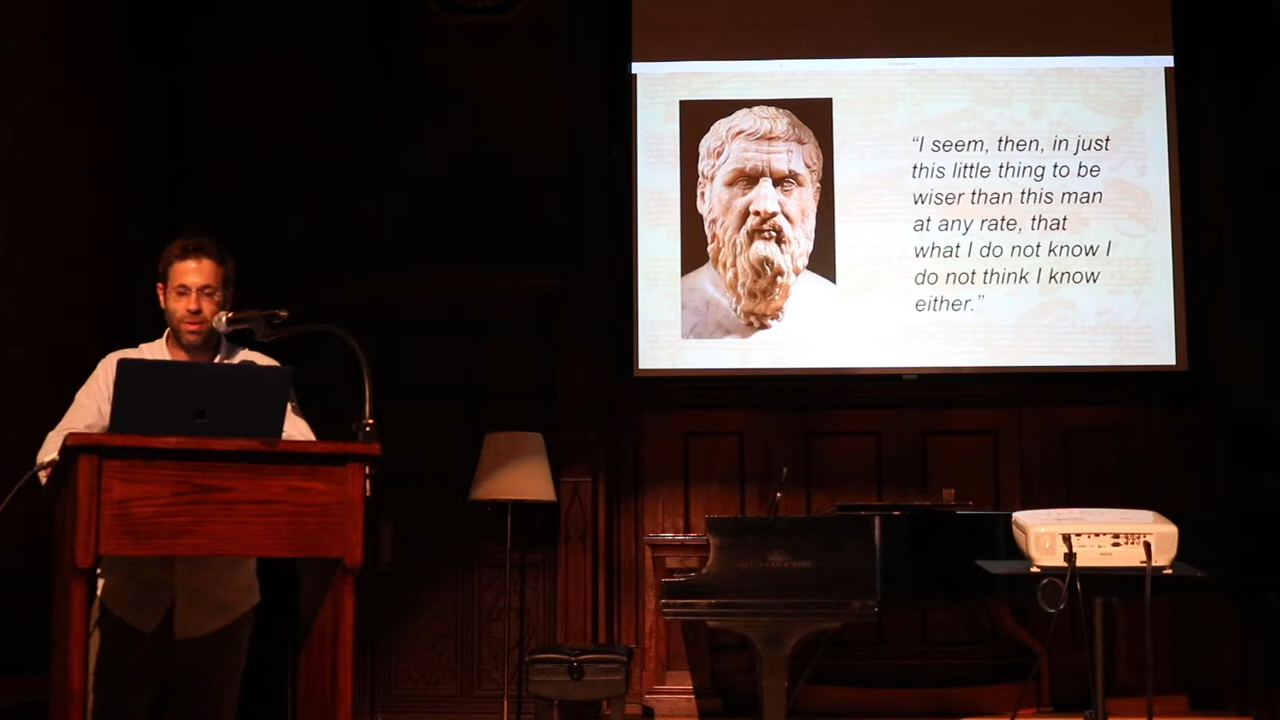 “I seem, then, in just
this little thing to be
wiser than this man
at any rate, that
what I do not know I
do not think I know
either.”